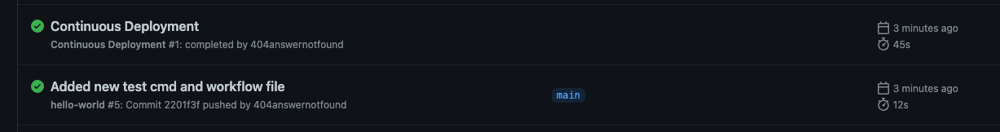 Continuous Deployment
3 minutes ago
Continuous Deployment #1: completed by 404answernotfound
45s
Added new test cmd and workflow file
main
3 minutes ago
hello-world #5: Commit 2201f3f pushed by 404answernotfound
12s